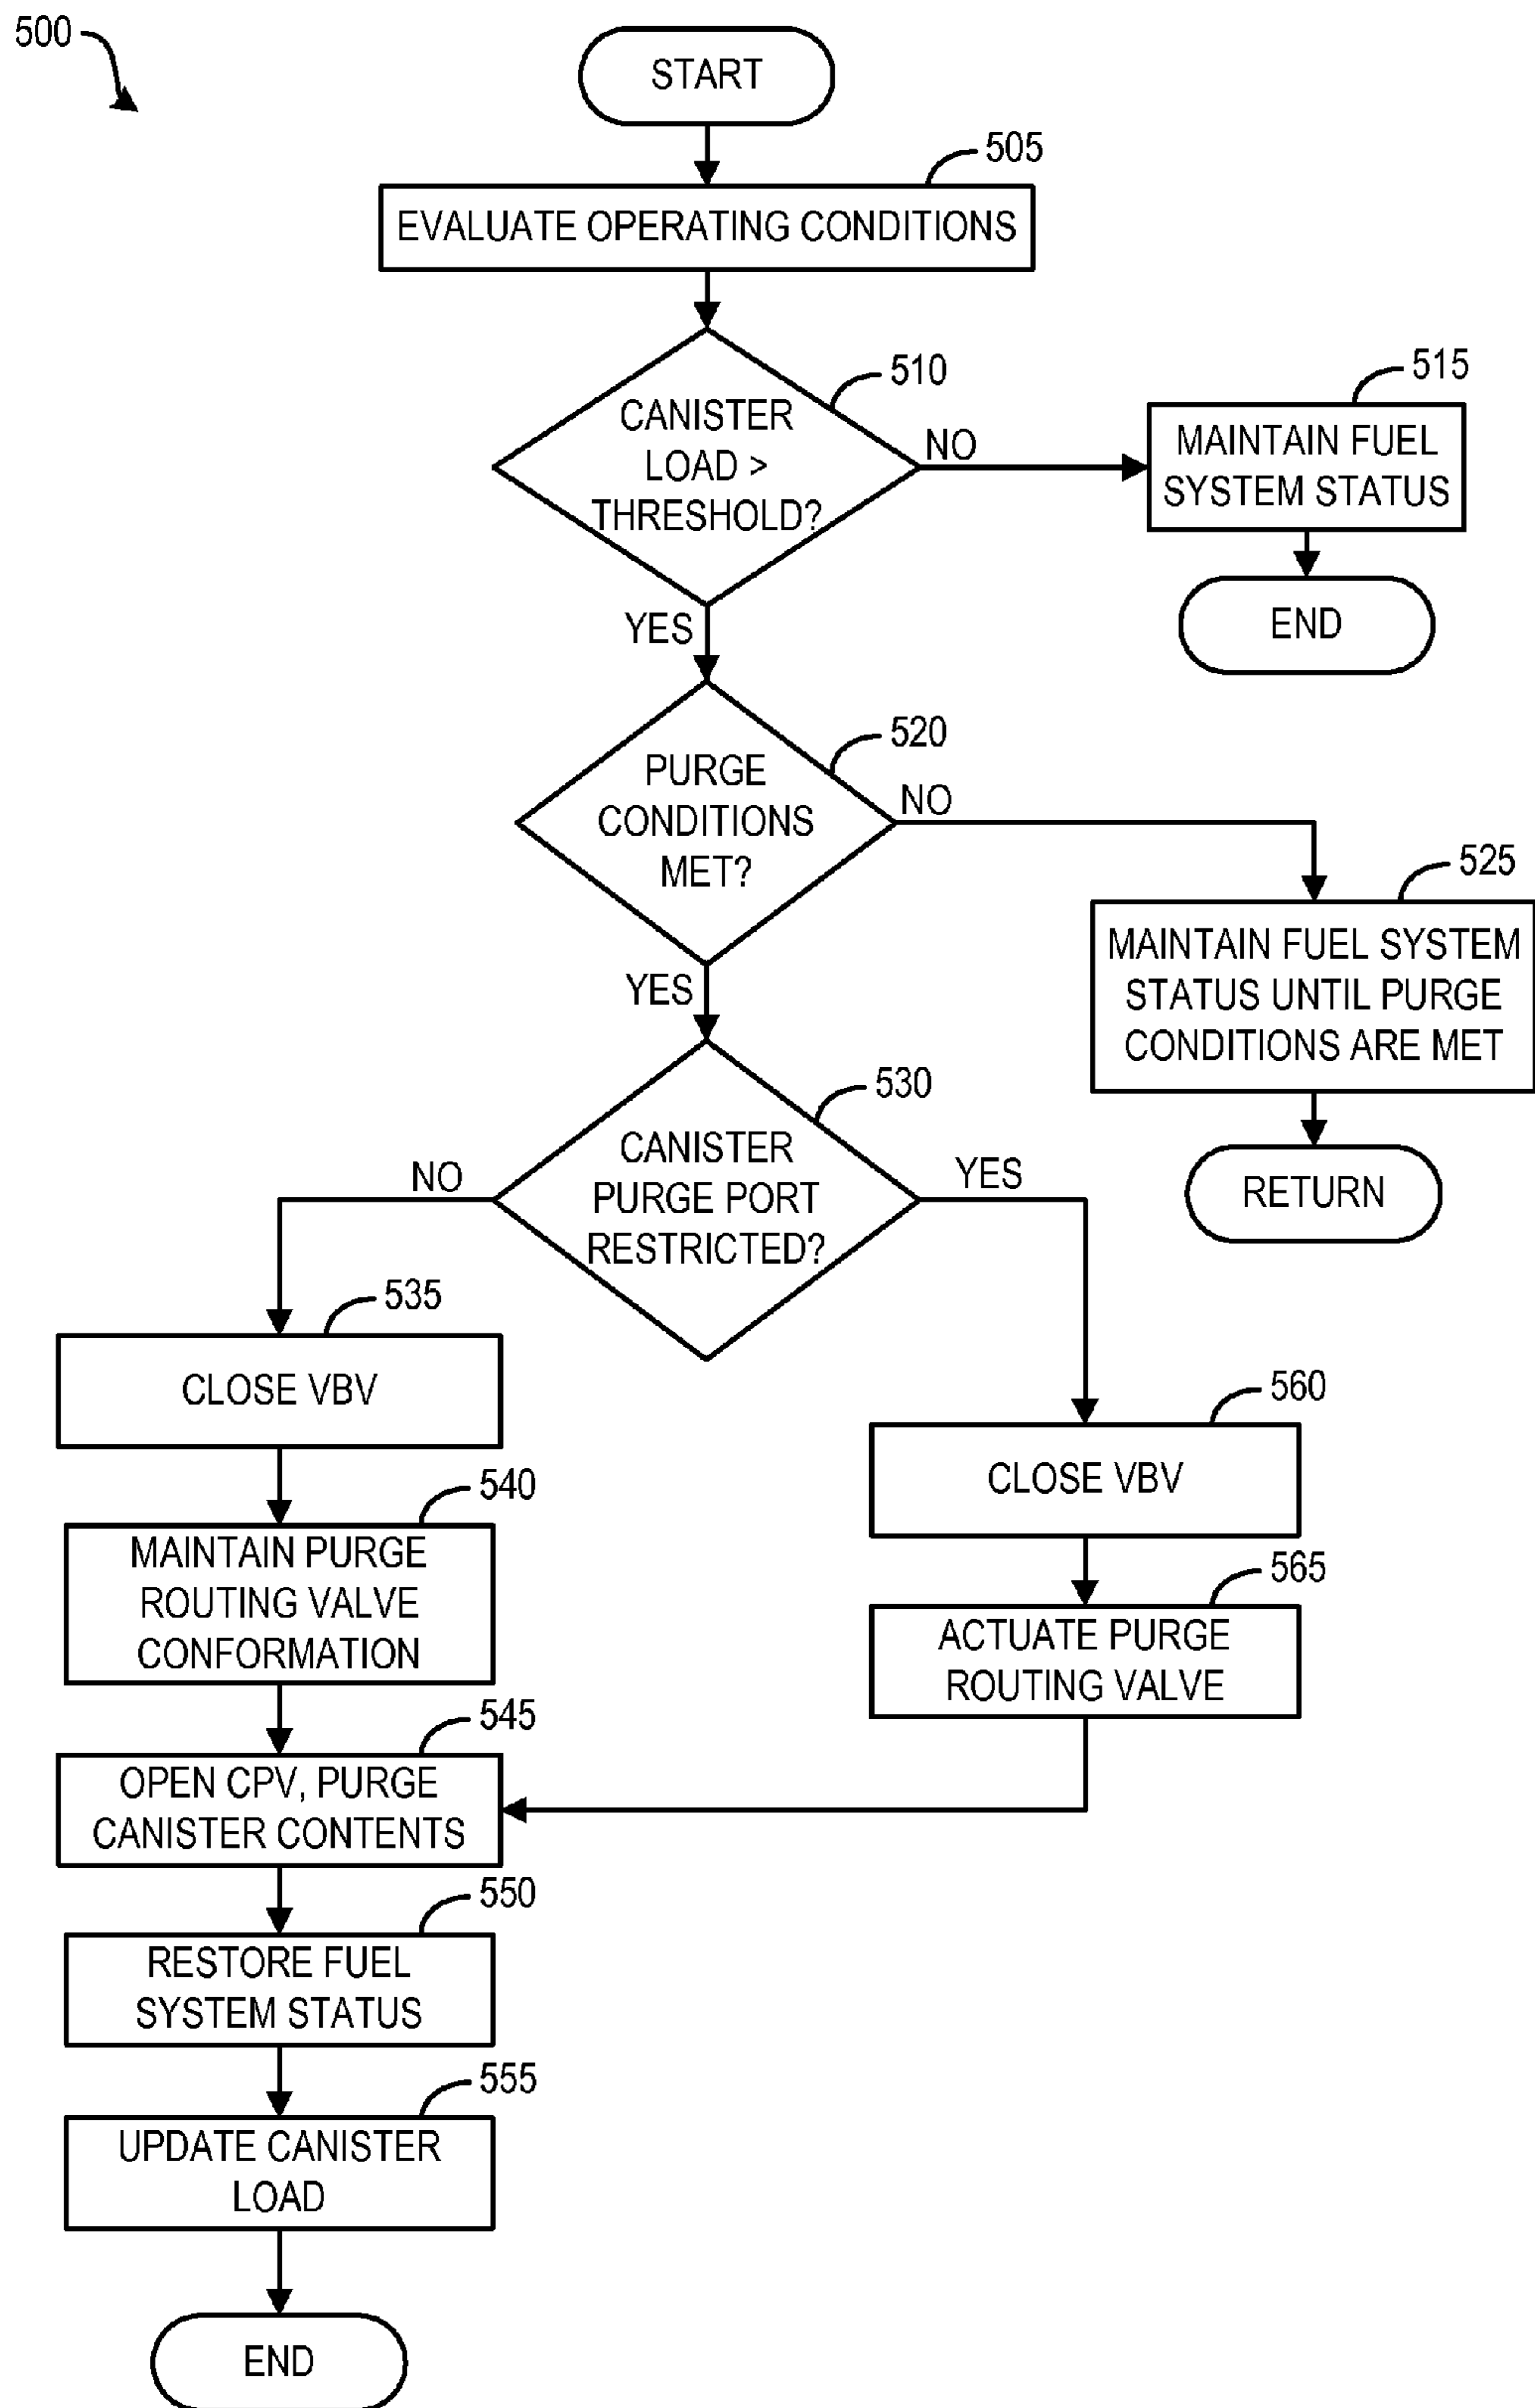 500
START
505
EVALUATE OPERATING CONDITIONS
510
CANISTER
LOAD >
THRESHOLD?
NO
515
MAINTAIN FUEL
SYSTEM STATUS
END
YES
520
PURGE
CONDITIONS
MET?
NO
525
MAINTAIN FUEL SYSTEM
STATUS UNTIL PURGE
CONDITIONS ARE MET
RETURN
YES
530
CANISTER
PURGE PORT
RESTRICTED?
NO
YES
535
CLOSE VBV
540
MAINTAIN PURGE
ROUTING VALVE
CONFORMATION
560
CLOSE VBV
565
ACTUATE PURGE
ROUTING VALVE
545
OPEN CPV, PURGE
CANISTER CONTENTS
550
RESTORE FUEL
SYSTEM STATUS
555
UPDATE CANISTER
LOAD
END